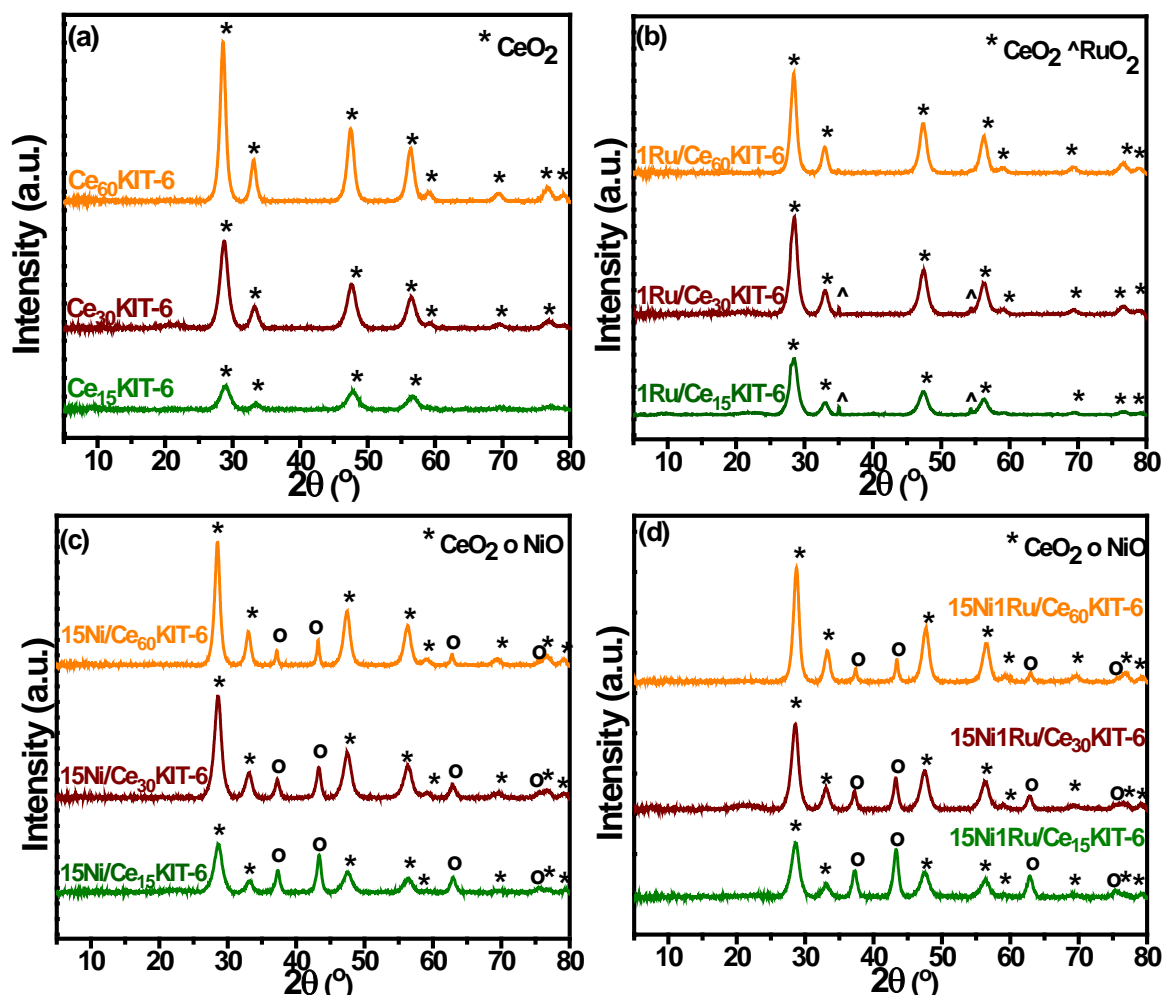 (a)
* CeO2
Ce60KIT-6
Ce30KIT-6
Ce15KIT-6
Intensity (a.u.)
10 20 30 40 50 60 70 80
2θ (o)
(b)
* CeO2 ^RuO2
1Ru/Ce60KIT-6
1Ru/Ce30KIT-6
^ ^
1Ru/Ce15KIT-6
^ ^
Intensity (a.u.)
10 20 30 40 50 60 70 80
2θ (o)
(c)
* CeO2 o NiO
15Ni/Ce60KIT-6
o o o o
15Ni/Ce30KIT-6
o o o o
15Ni/Ce15KIT-6
o o o o
Intensity (a.u.)
10 20 30 40 50 60 70 80
2θ (o)
(d)
* CeO2 o NiO
15Ni1Ru/Ce60KIT-6
o o o o
15Ni1Ru/Ce30KIT-6
o o o o
15Ni1Ru/Ce15KIT-6
o o o o
Intensity (a.u.)
10 20 30 40 50 60 70 80
2θ (o)